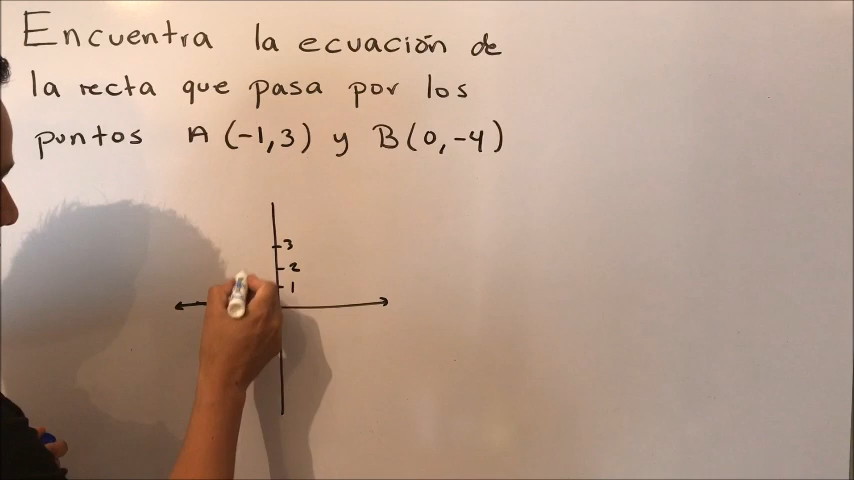 Encuentra la ecuación de
la recta que pasa por los
puntos A (-1,3) y B(0,-4)
3
2
1